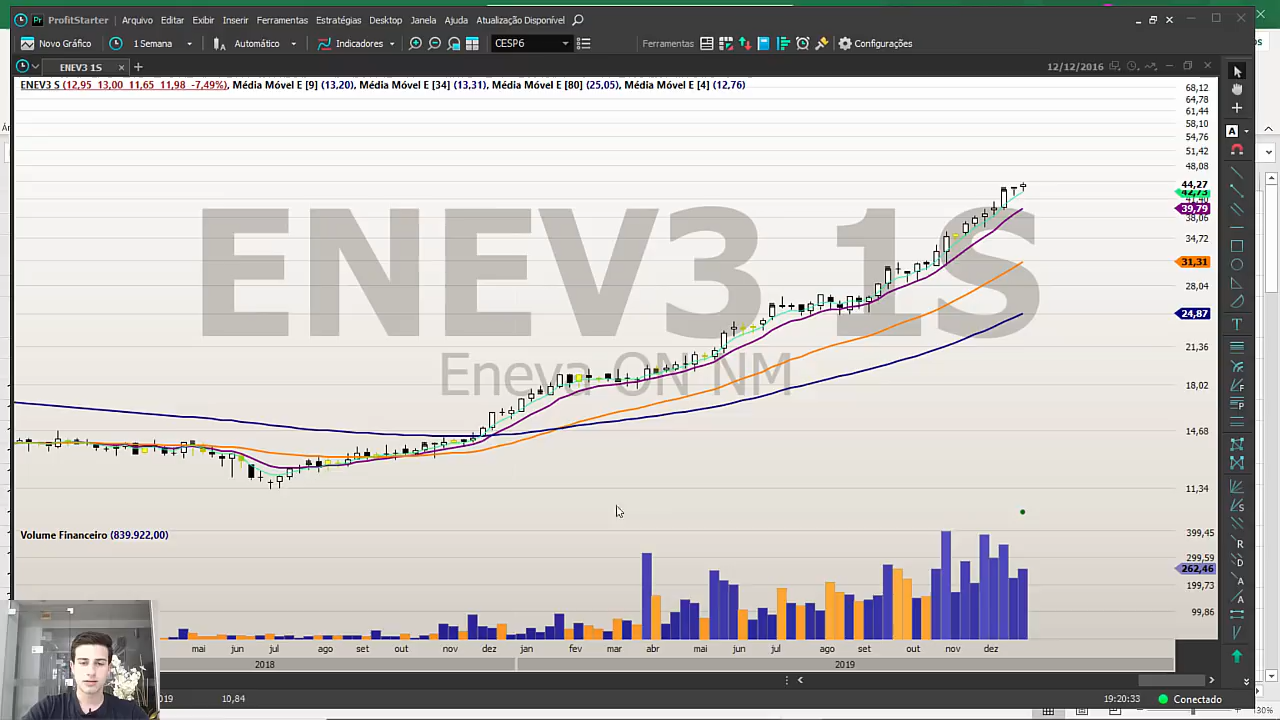 ProfitStarter Arquivo Editar Exibir Inserir Ferramentas Estratégias Desktop Janela Ajuda Atualização Disponível
Novo Gráfico 1 Semana Automático Indicadores CESP6 Ferramentas Configurações
ENEV3 1S
12/12/2016
ENEV3 S (12,95 13,00 11,65 11,98 -7,49%), Média Móvel E [9] (13,20), Média Móvel E [34] (13,31), Média Móvel E [80] (25,05), Média Móvel E [4] (12,76)
68,12
64,78
61,44
58,10
54,76
51,42
48,08
44,27
42,73
39,79
38,06
34,72
31,31
28,04
24,87
21,36
18,02
14,68
11,34
ENEV3 1S
Eneva ON NM
Volume Financeiro (839.922,00)
399,45
299,59
262,46
199,73
99,86
mai jun jul ago set out nov dez jan fev mar abr mai jun jul ago set out nov dez
2018 2019
2019 10,84 19:20:33 Conectado